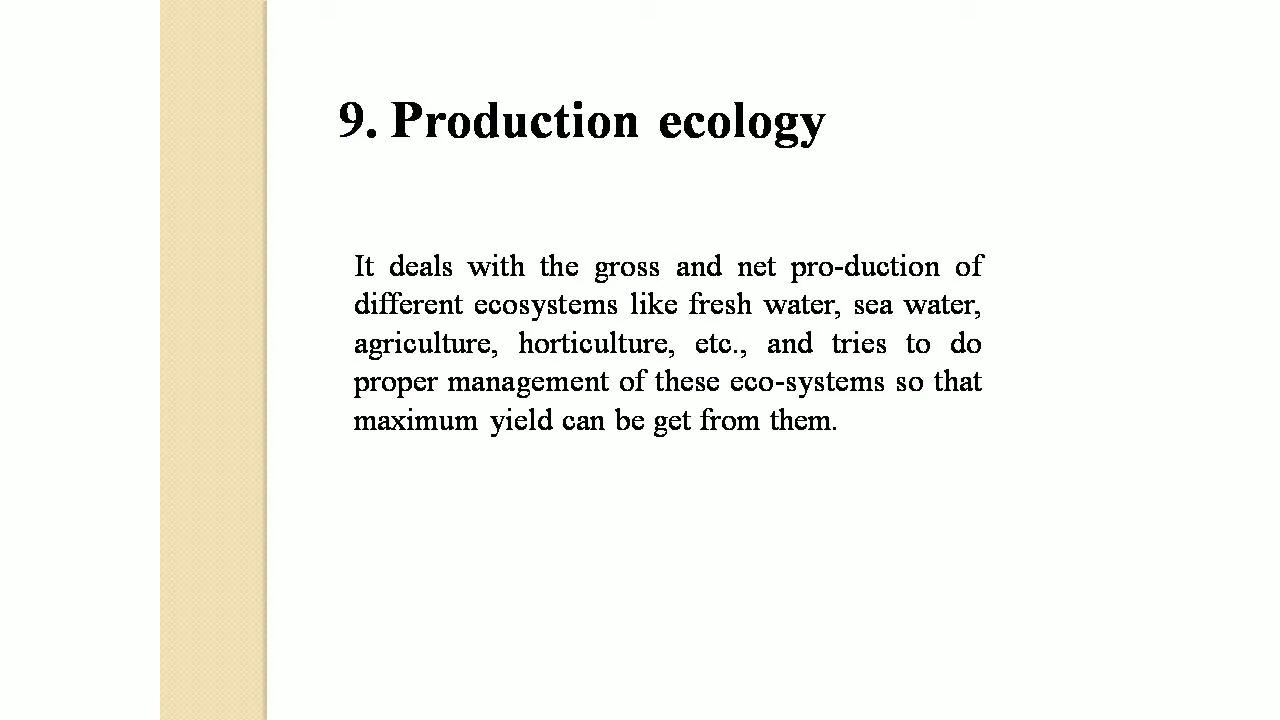 9. Production ecology
It deals with the gross and net pro-duction of
different ecosystems like fresh water, sea water,
agriculture, horticulture, etc., and tries to do
proper management of these eco-systems so that
maximum yield can be get from them.